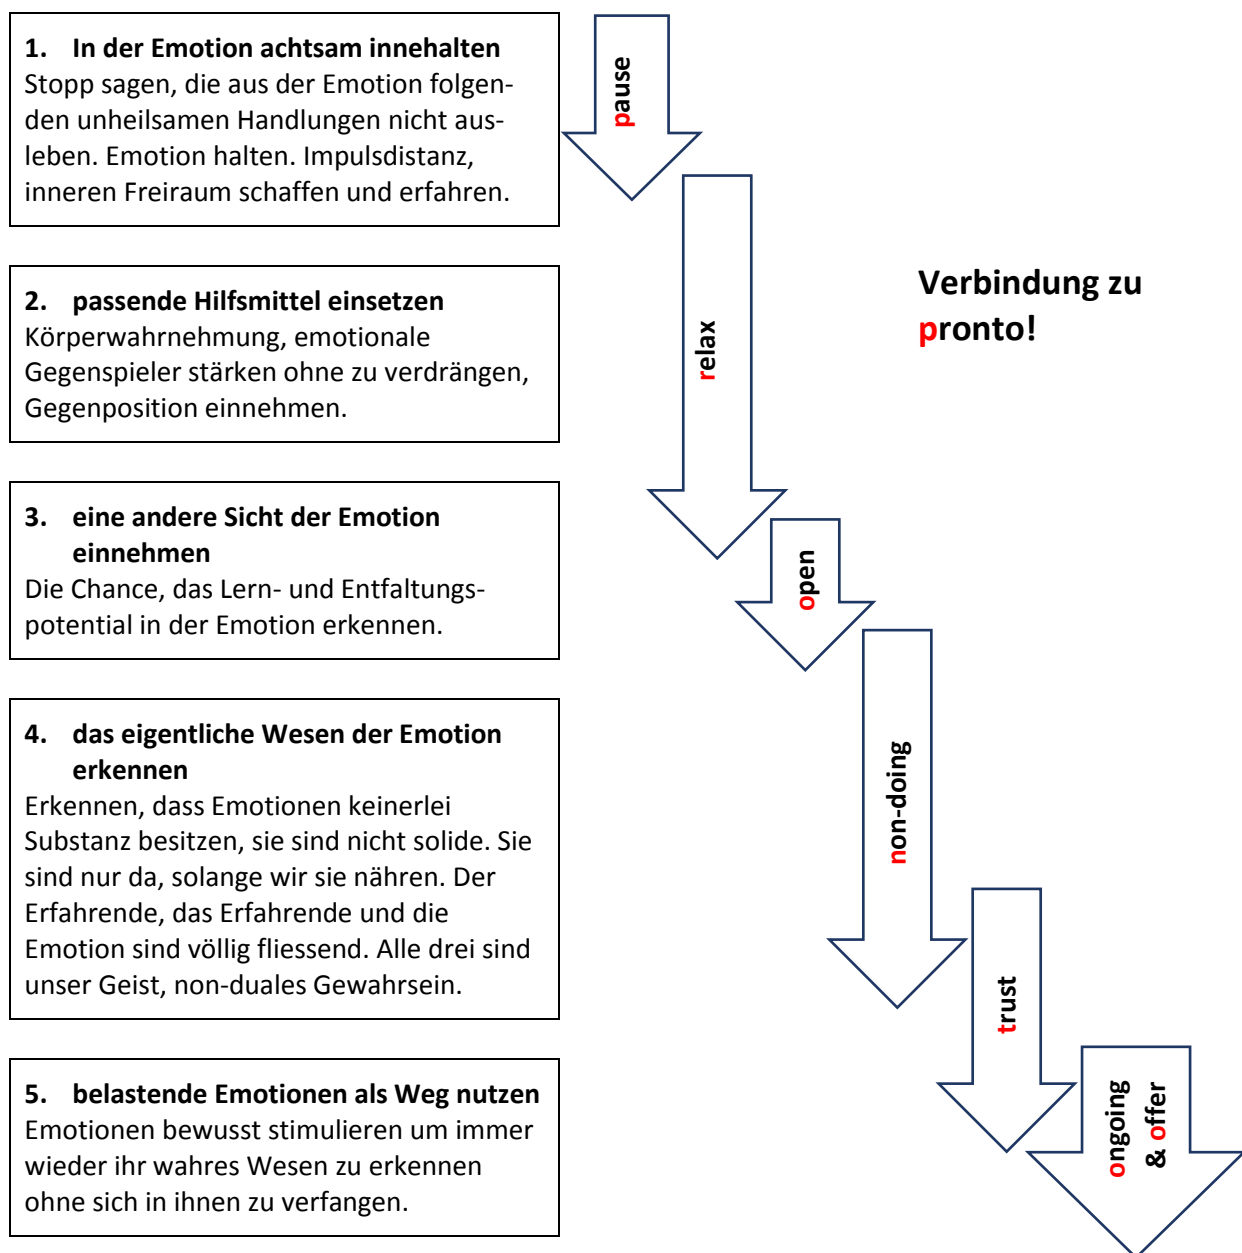 1. In der Emotion achtsam innehalten
Stopp sagen, die aus der Emotion folgen-
den unheilsamen Handlungen nicht aus-
leben. Emotion halten. Impulsdistanz,
inneren Freiraum schaffen und erfahren.
pause
2. passende Hilfsmittel einsetzen
Körperwahrnehmung, emotionale
Gegenspieler stärken ohne zu verdrängen,
Gegenposition einnehmen.
relax
Verbindung zu
pronto!
3. eine andere Sicht der Emotion
einnehmen
Die Chance, das Lern- und Entfaltungs-
potential in der Emotion erkennen.
open
4. das eigentliche Wesen der Emotion
erkennen
Erkennen, dass Emotionen keinerlei
Substanz besitzen, sie sind nicht solide. Sie
sind nur da, solange wir sie nähren. Der
Erfahrende, das Erfahrende und die
Emotion sind völlig fliessend. Alle drei sind
unser Geist, non-duales Gewahrsein.
non-doing
trust
5. belastende Emotionen als Weg nutzen
Emotionen bewusst stimulieren um immer
wieder ihr wahres Wesen zu erkennen
ohne sich in ihnen zu verfangen.
ongoing
& offer